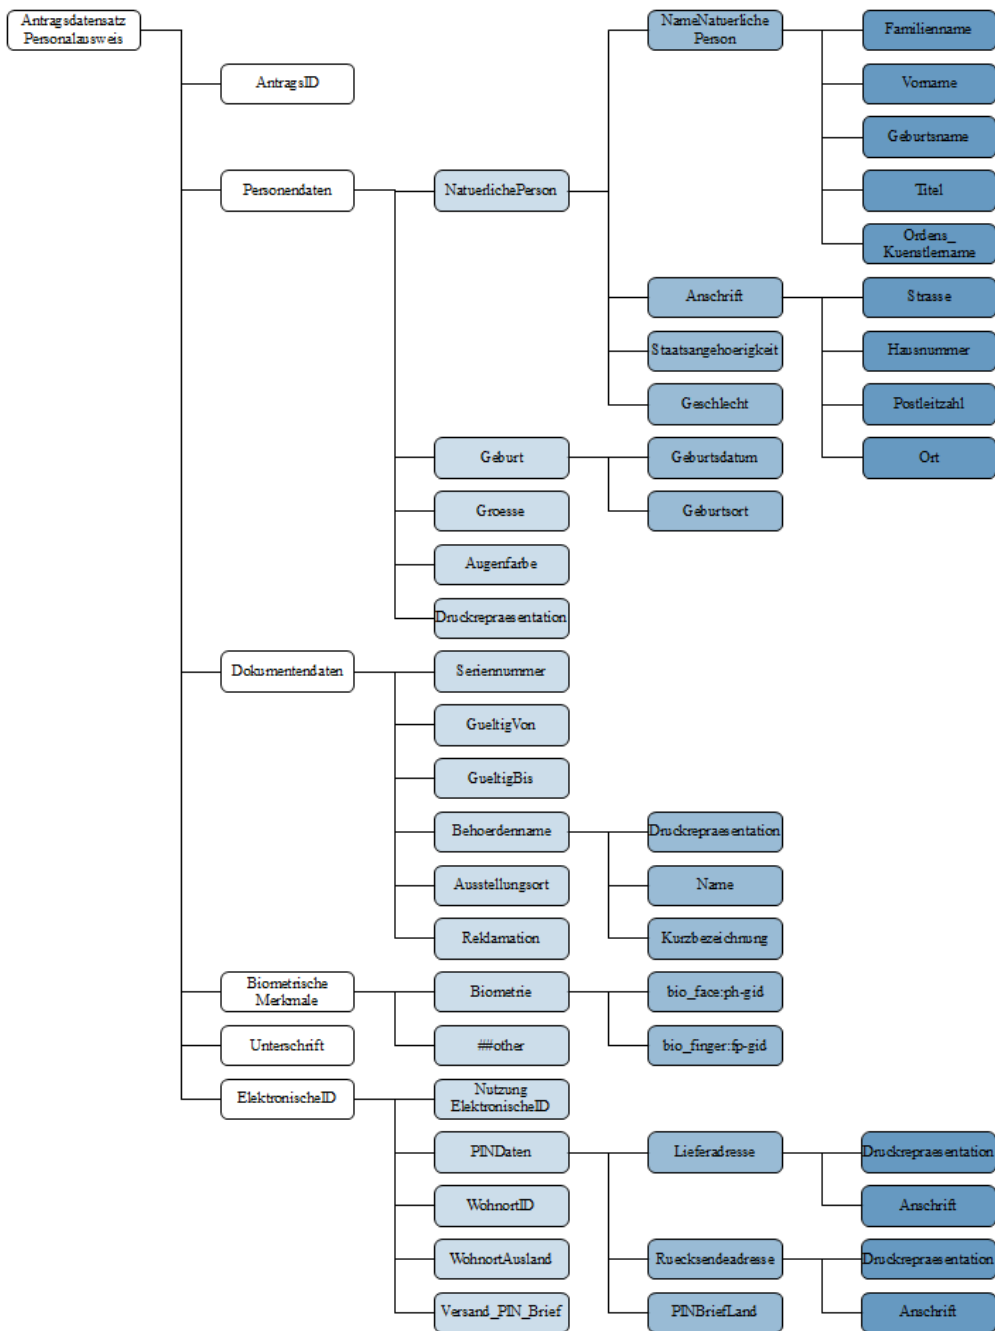 Antragsdatensatz
Personalausweis
AntragsID
Personendaten
NatuerlichePerson
NameNatuerliche
Person
Familienname
Vorname
Geburtsname
Titel
Ordens_
Kuenstlername
Anschrift
Strasse
Hausnummer
Postleitzahl
Ort
Staatsangehoerigkeit
Geschlecht
Geburt
Geburtsdatum
Geburtsort
Groesse
Augenfarbe
Druckrepraesentation
Dokumentendaten
Seriennummer
GueltigVon
GueltigBis
Behoerdenname
Druckrepraesentation
Name
Kurzbezeichnung
Ausstellungsort
Reklamation
Biometrische
Merkmale
Biometrie
bio_face:ph-gid
bio_finger:fp-gid
##other
Unterschrift
ElektronischeID
Nutzung
ElektronischeID
PINDaten
Lieferadresse
Druckrepraesentation
Anschrift
Ruecksendeadresse
Druckrepraesentation
Anschrift
PINBriefLand
WohnortID
WohnortAusland
Versand_PIN_Brief